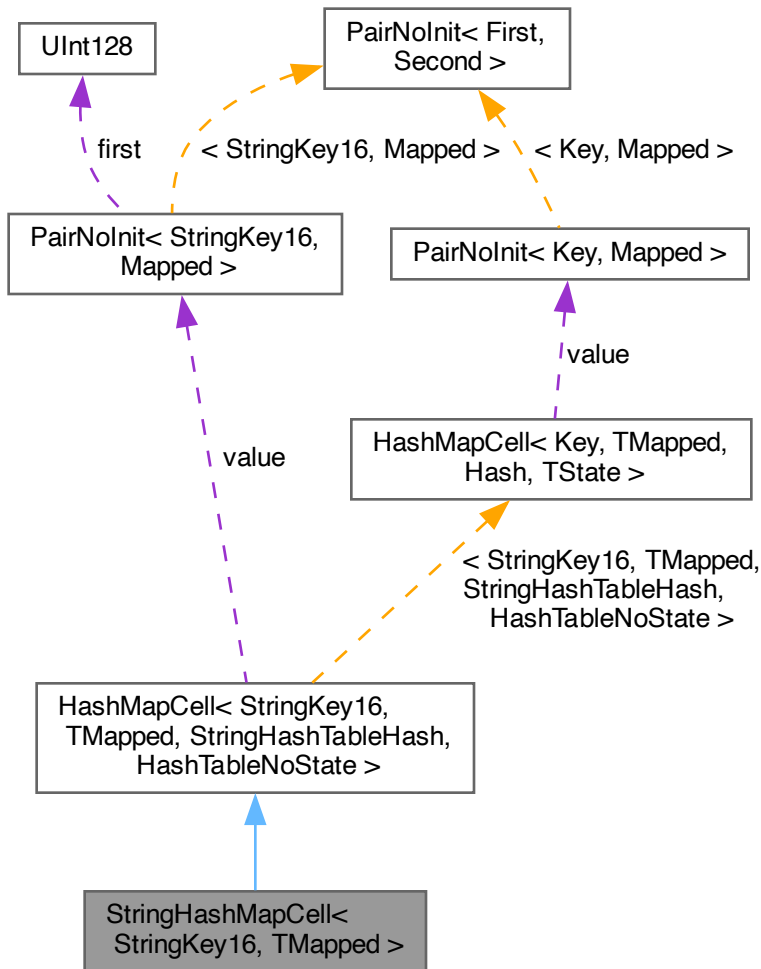 UInt128
PairNoInit< First,
Second >
first
< StringKey16, Mapped >
< Key, Mapped >
PairNoInit< StringKey16,
Mapped >
PairNoInit< Key, Mapped >
value
HashMapCell< Key, TMapped,
Hash, TState >
value
< StringKey16, TMapped,
StringHashTableHash,
HashTableNoState >
HashMapCell< StringKey16,
TMapped, StringHashTableHash,
HashTableNoState >
StringHashMapCell<
StringKey16, TMapped >